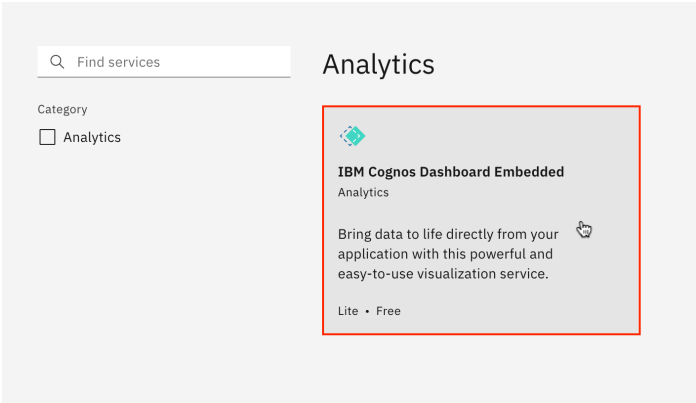 Find services
Category
Analytics
Analytics
IBM Cognos Dashboard Embedded
Analytics
Bring data to life directly from your
application with this powerful and
easy-to-use visualization service.
Lite • Free